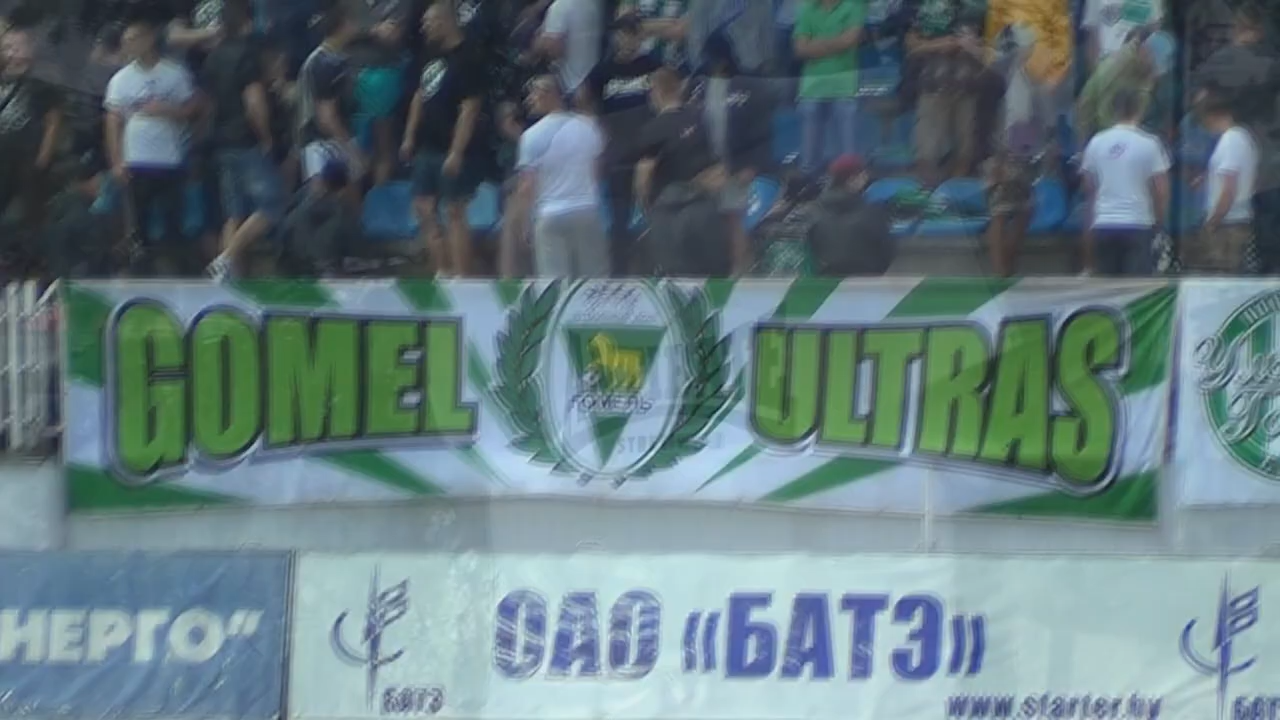 GOMEL ULTRAS
ГОМЕЛЬ
НЕРГО"
ОАО «БАТЭ»
БАТЭ
www.starter.by